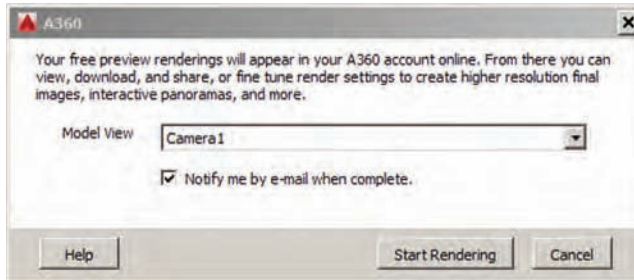 A360
Your free preview renderings will appear in your A360 account online. From there you can
view, download, and share, or fine tune render settings to create higher resolution final
images, interactive panoramas, and more.
Model View Camera1
Notify me by e-mail when complete.
Help Start Rendering Cancel